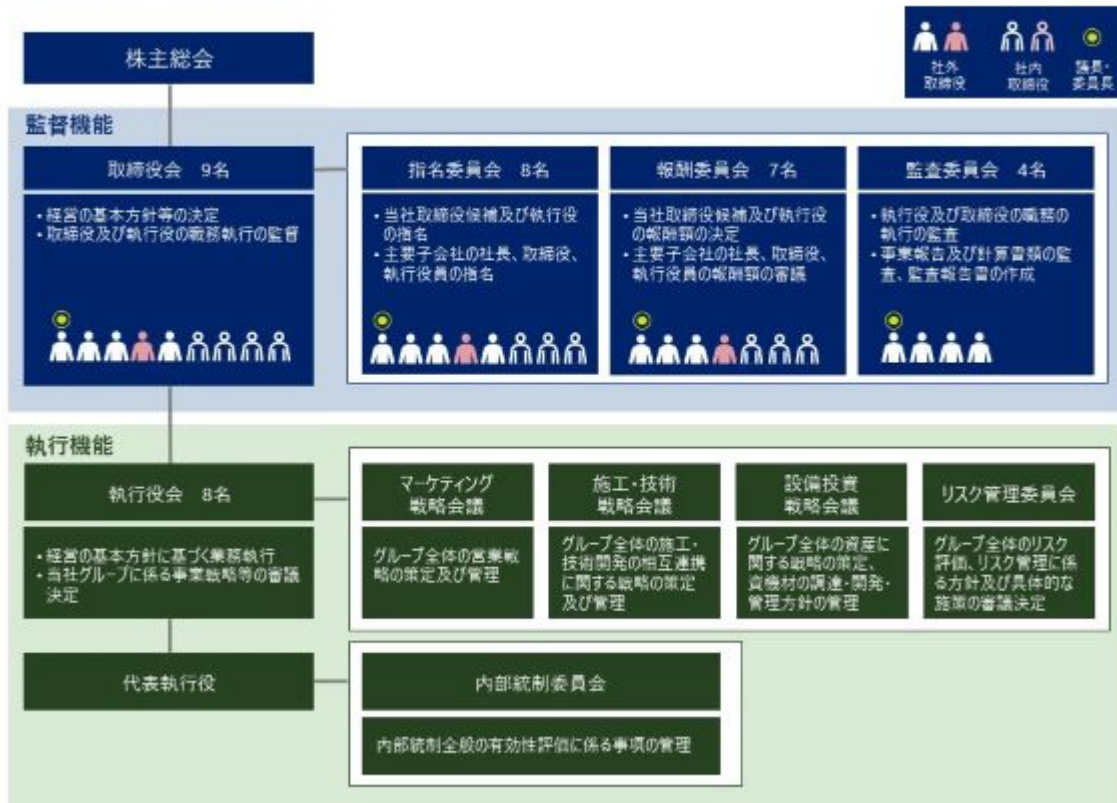 株主総会
社外
取締役
社内
取締役
議長・
委員長
監督機能
取締役会 9名
・経営の基本方針等の決定
・取締役及び執行役の職務執行の監督
指名委員会 8名
・当社取締役候補及び執行役
の指名
・主要子会社の社長、取締役、
執行役員の指名
報酬委員会 7名
・当社取締役候補及び執行役
の報酬額の決定
・主要子会社の社長、取締役、
執行役員の報酬額の審議
監査委員会 4名
・執行役及び取締役の職務の
執行の監査
・事業報告及び計算書類の監
査、監査報告書の作成
執行機能
執行役会 8名
・経営の基本方針に基づく業務執行
・当社グループに係る事業戦略等の審議
決定
マーケティング
戦略会議
グループ全体の営業戦
略の策定及び管理
施工・技術
戦略会議
グループ全体の施工・
技術開発の相互連携
に関する戦略の策定
及び管理
設備投資
戦略会議
グループ全体の資産に
関する戦略の策定、
資機材の調達・開発・
管理方針の管理
リスク管理委員会
グループ全体のリスク
評価、リスク管理に係
る方針及び具体的な
施策の審議決定
代表執行役
内部統制委員会
内部統制全般の有効性評価に係る事項の管理